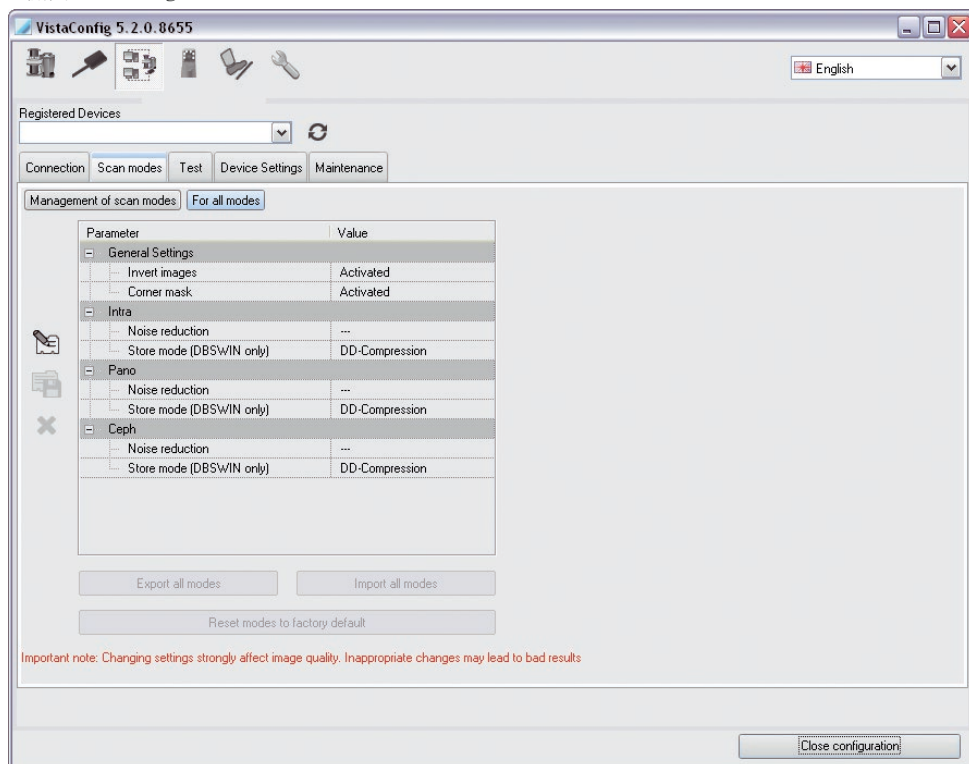 VistaConfig 5.2.0.8655
English
Registered Devices
Connection Scan modes Test Device Settings Maintenance
Management of scan modes For all modes
Parameter Value
General Settings
Invert images Activated
Corner mask Activated
Intra
Noise reduction ---
Store mode (DBSWIN only) DD-Compression
Pano
Noise reduction ---
Store mode (DBSWIN only) DD-Compression
Ceph
Noise reduction ---
Store mode (DBSWIN only) DD-Compression
Export all modes Import all modes
Reset modes to factory default
Important note: Changing settings strongly affect image quality. Inappropriate changes may lead to bad results
Close configuration